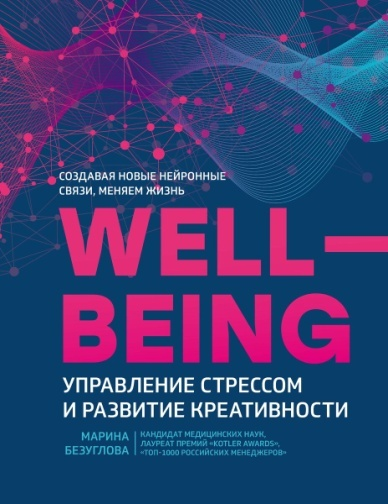 СОЗДАВАЯ НОВЫЕ НЕЙРОННЫЕ
СВЯЗИ, МЕНЯЕМ ЖИЗНЬ
WELL—
BEING
УПРАВЛЕНИЕ СТРЕССОМ
И РАЗВИТИЕ КРЕАТИВНОСТИ
МАРИНА
БЕЗУГЛОВА
КАНДИДАТ МЕДИЦИНСКИХ НАУК,
ЛАУРЕАТ ПРЕМИЙ «KOTLER AWARDS»,
«ТОП-1000 РОССИЙСКИХ МЕНЕДЖЕРОВ»